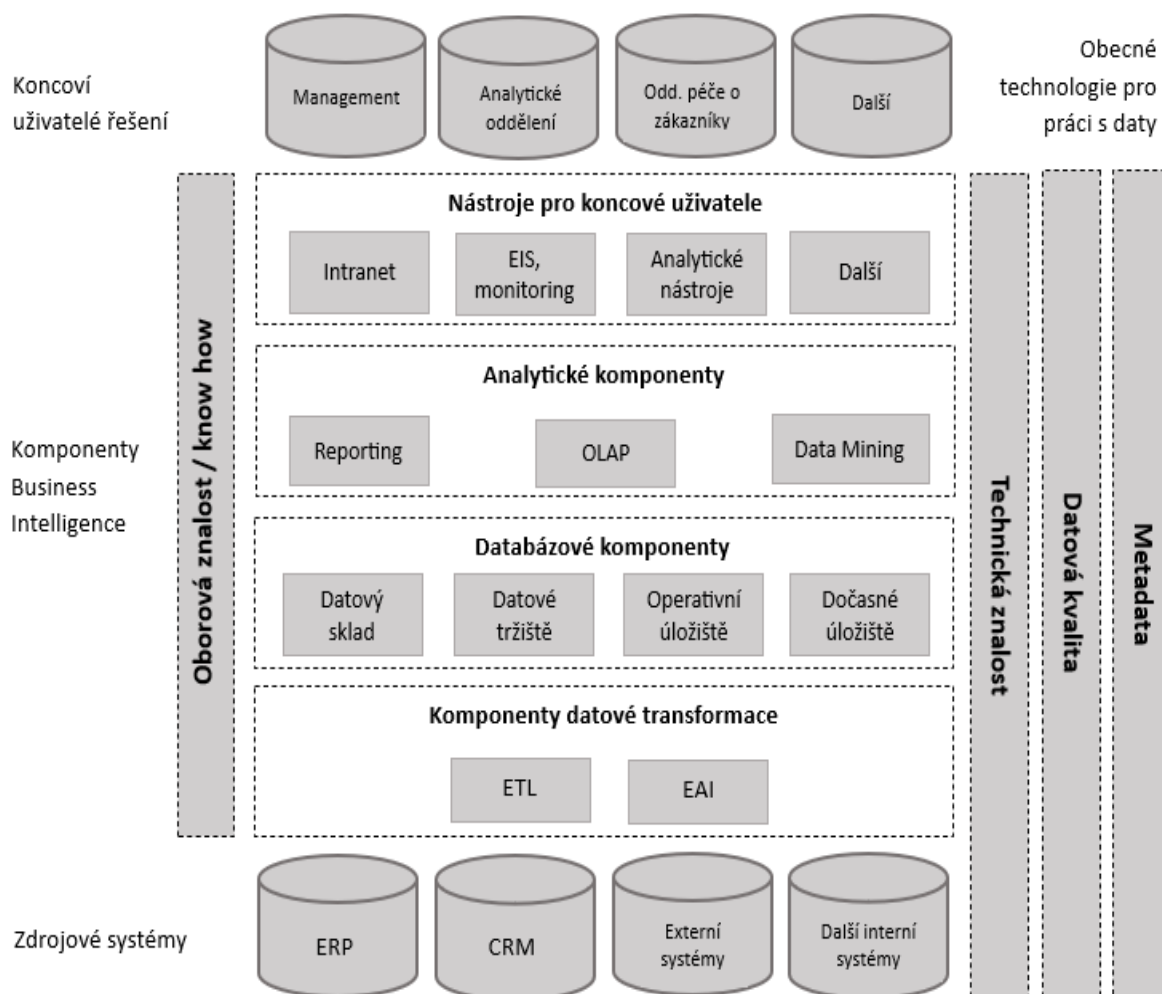 Koncoví
uživatelé řešení
Management
Analytické
oddělení
Odd. péče o
zákazníky
Další
Obecné
technologie pro
práci s daty
Nástroje pro koncové uživatele
Intranet
EIS,
monitoring
Analytické
nástroje
Další
Komponenty
Business
Intelligence
Oborová znalost / know how
Analytické komponenty
Reporting
OLAP
Data Mining
Databázové komponenty
Datový
sklad
Datové
tržiště
Operativní
úložiště
Dočasné
úložiště
Komponenty datové transformace
ETL
EAI
Technická znalost
Datová kvalita
Metadata
Zdrojové systémy
ERP
CRM
Externí
systémy
Další interní
systémy